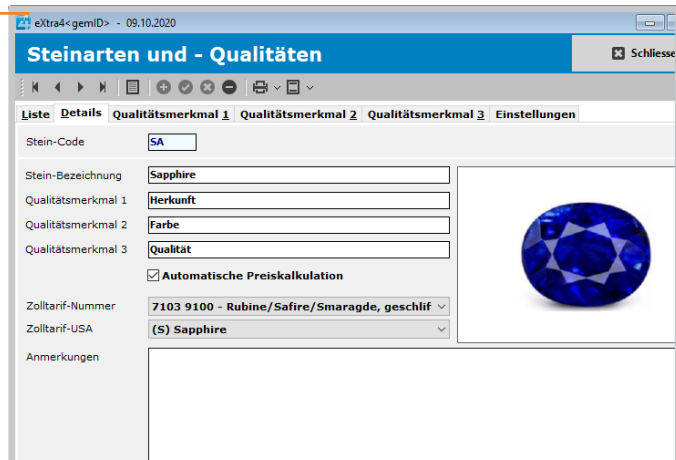 eXtra4<gemID> - 09.10.2020
Steinarten und - Qualitäten
Schliesse
Liste Details Qualitätsmerkmal 1 Qualitätsmerkmal 2 Qualitätsmerkmal 3 Einstellungen
Stein-Code SA
Stein-Bezeichnung Sapphire
Qualitätsmerkmal 1 Herkunft
Qualitätsmerkmal 2 Farbe
Qualitätsmerkmal 3 Qualität
Automatische Preiskalkulation
Zolltarif-Nummer 7103 9100 - Rubine/Safire/Smaragde, geschlif
Zolltarif-USA (S) Sapphire
Anmerkungen